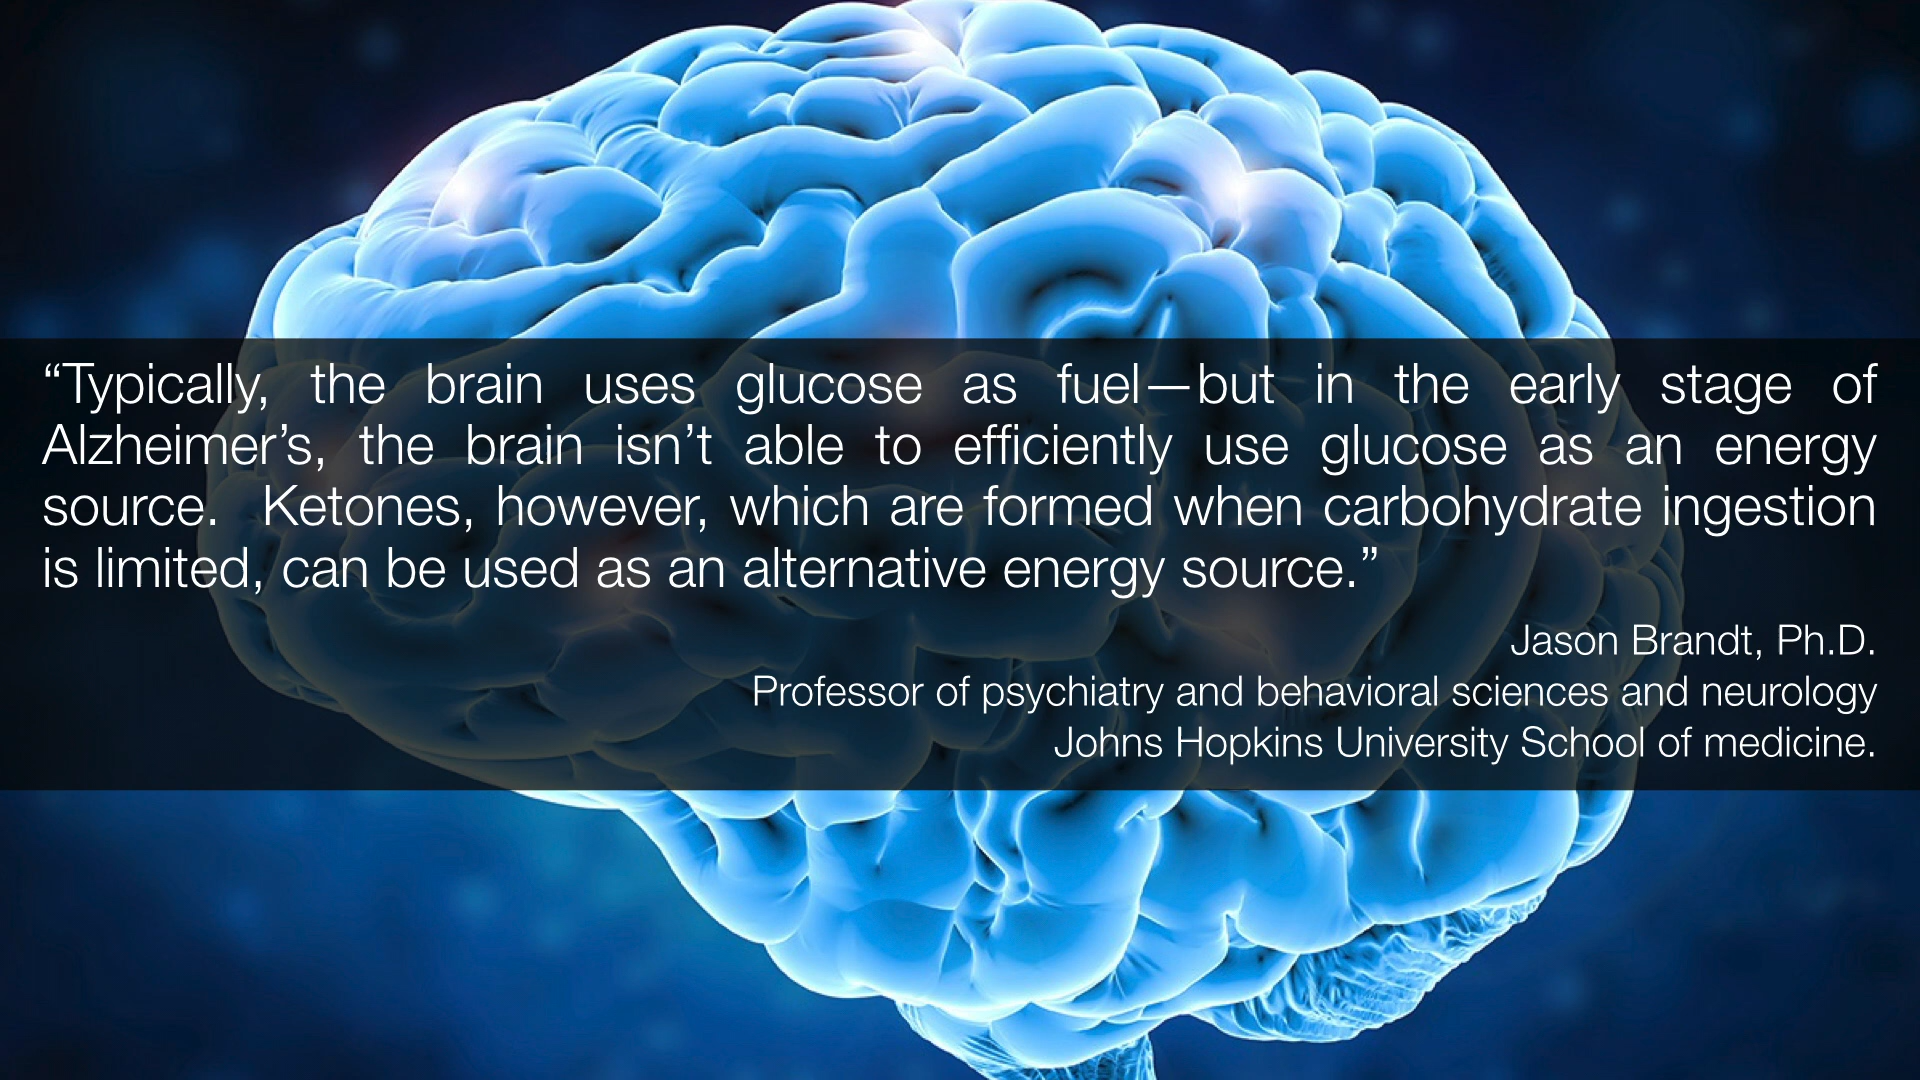 “Typically, the brain uses glucose as fuel—but in the early stage of
Alzheimer’s, the brain isn’t able to efficiently use glucose as an energy
source.  Ketones, however, which are formed when carbohydrate ingestion
is limited, can be used as an alternative energy source.”
Jason Brandt, Ph.D.
Professor of psychiatry and behavioral sciences and neurology
Johns Hopkins University School of medicine.